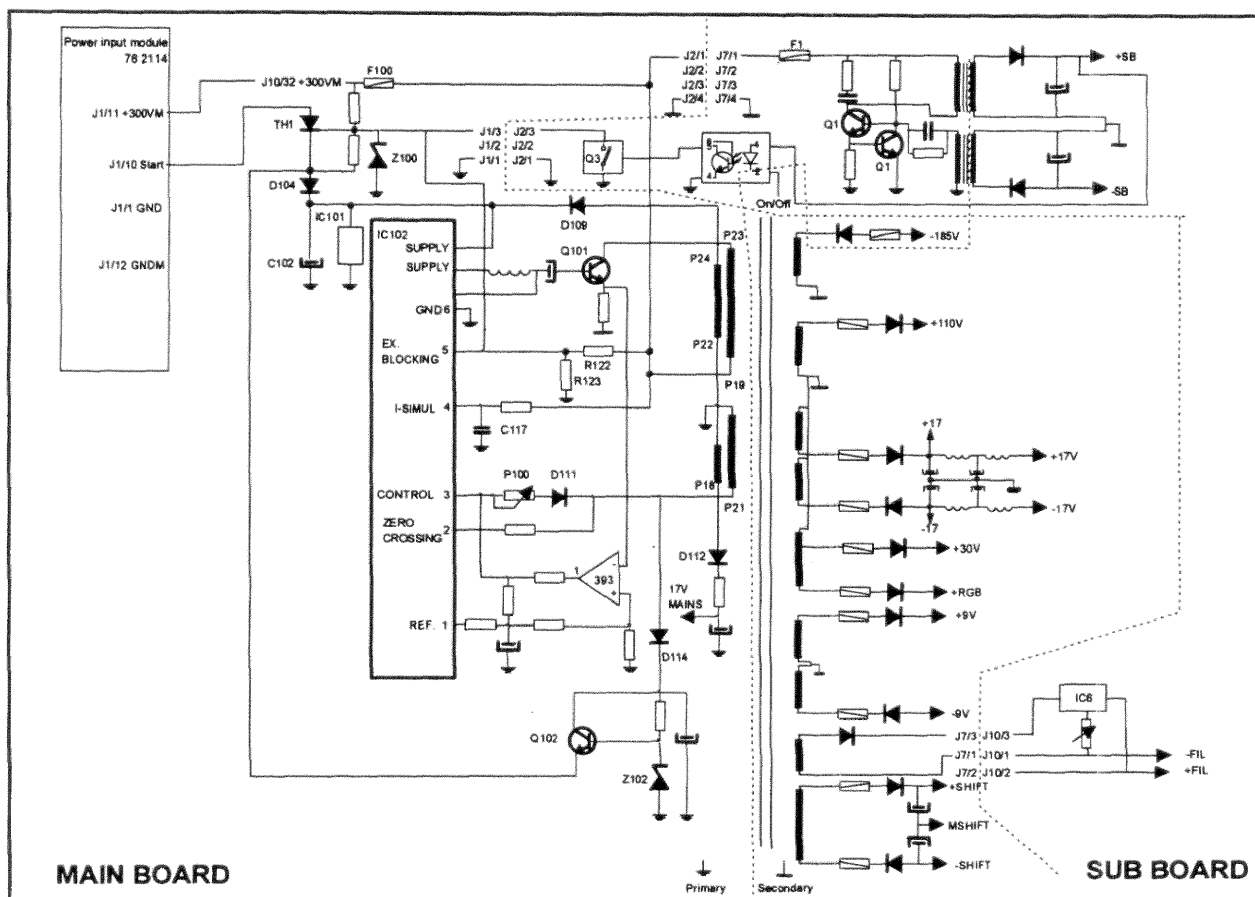 Power input module
78 2114
J10/32 +300VM
F100
J1/11 +300VM
TH1
J1/10 Start
Z100
D104
J1/1 GND
IC101
J1/12 GNDM
C102
J1/3 J2/3
J1/2 J2/2
J1/1 J2/1
Q3
J2/1 J7/1
J2/2 J7/2
J2/3 J7/3
J2/4 J7/4
F1
Q1
Q1
+SB
-SB
6
5
4
4
2
On/Off
D109
IC102
SUPPLY
SUPPLY
GND 6
EX.
BLOCKING 5
I-SIMUL 4
CONTROL 3
ZERO
CROSSING 2
REF. 1
Q101
R122
R123
C117
P100
D111
1
393
-
+
P23
P24
P22
P19
P18
P21
D112
17V
MAINS
D114
Q102
Z102
-185V
+110V
+17
+17V
-17V
-17
+30V
+RGB
+9V
-9V
IC6
J7/3 J10/3
J7/1 J10/1
J7/2 J10/2
-FIL
+FIL
+SHIFT
MSHIFT
-SHIFT
MAIN BOARD
Primary
Secondary
SUB BOARD